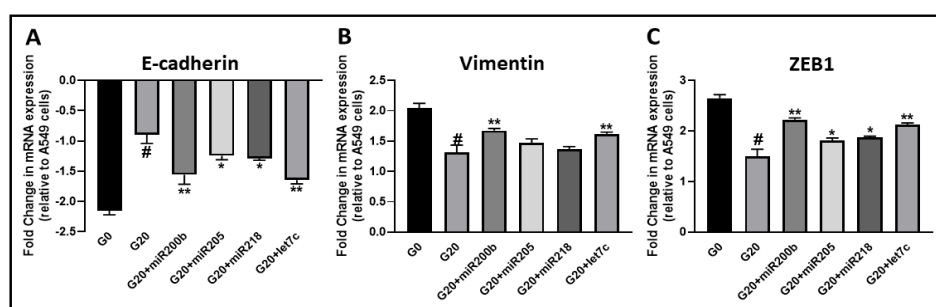 A
E-cadherin
Fold Change in mRNA expression
(relative to A549 cells)
0.0
-0.5
-1.0
-1.5
-2.0
-2.5
#
**
*
*
**
G0
G20
G20+miR200b
G20+miR205
G20+miR218
G20+let7c
B
Vimentin
Fold Change in mRNA expression
(relative to A549 cells)
2.5
2.0
1.5
1.0
0.5
0.0
#
**
**
G0
G20
G20+miR200b
G20+miR205
G20+miR218
G20+let7c
C
ZEB1
Fold Change in mRNA expression
(relative to A549 cells)
3
2
1
0
#
**
*
*
**
G0
G20
G20+miR200b
G20+miR205
G20+miR218
G20+let7c